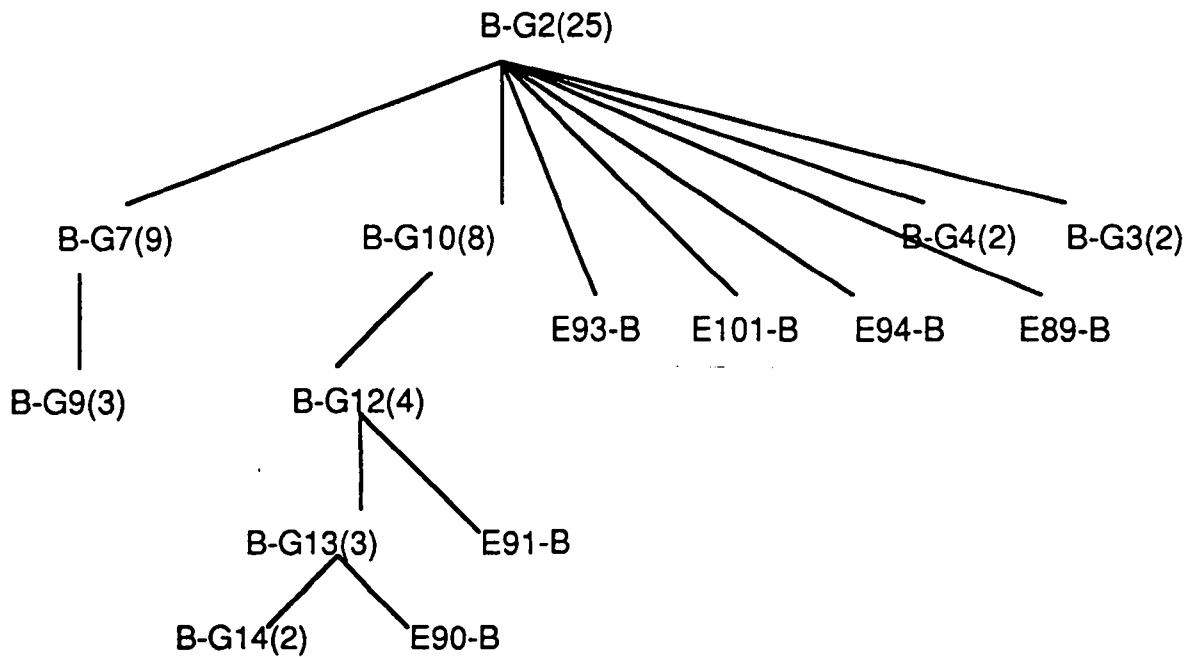 B-G2(25)
B-G7(9) B-G10(8) B-G4(2) B-G3(2)
E93-B E101-B E94-B E89-B
B-G9(3) B-G12(4)
B-G13(3) E91-B
B-G14(2) E90-B